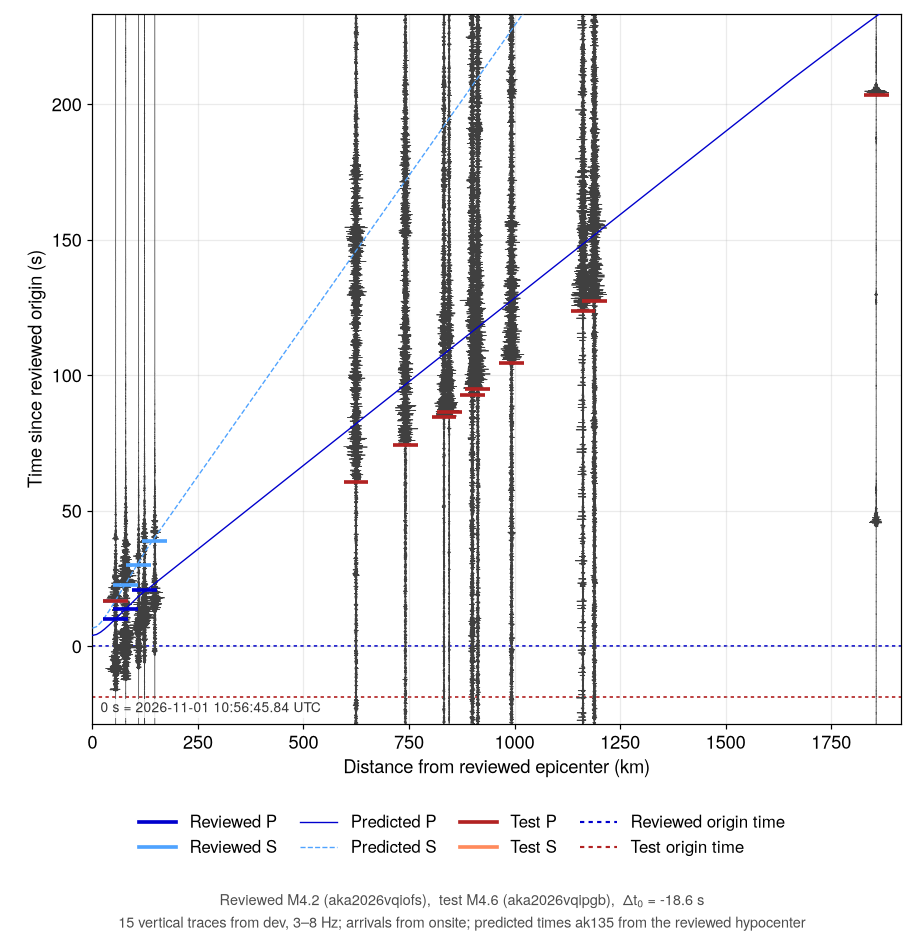 Time since reviewed origin (s)
200
150
100
50
0
0 s = 2026-11-01 10:56:45.84 UTC
0 250 500 750 1000 1250 1500 1750
Distance from reviewed epicenter (km)
Reviewed P Predicted P Test P Reviewed origin time
Reviewed S Predicted S Test S Test origin time
Reviewed M4.2 (aka2026vqiofs), test M4.6 (aka2026vqlpgb), Δt₀ = -18.6 s
15 vertical traces from dev, 3–8 Hz; arrivals from onsite; predicted times ak135 from the reviewed hypocenter